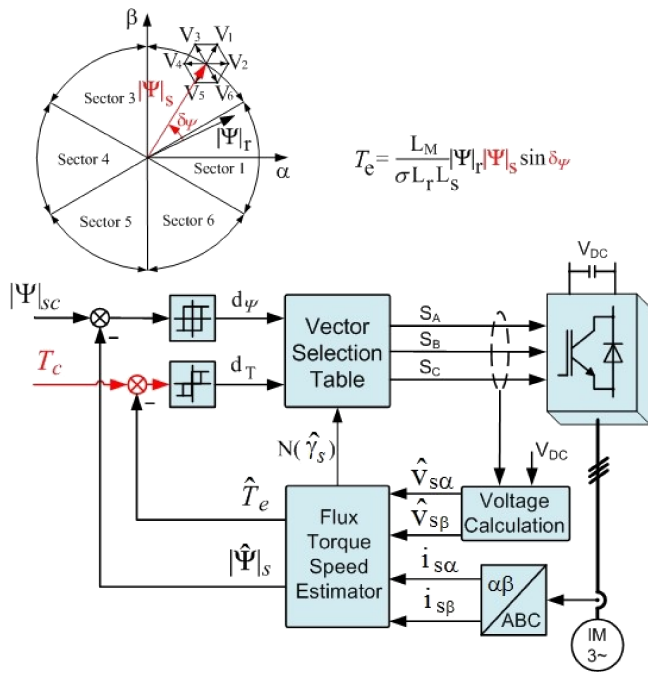 β
V₃ V₁
V₄ V₂
V₅ V₆
Sector 3 |Ψ|s
δψ
|Ψ|r
Sector 4 Sector 1 α
Sector 5 Sector 6
Te = LM / σLrLs |Ψ|r|Ψ|s sin δψ
VDC
|Ψ|sc
-
dψ
Vector
Selection
Table
SA
SB
SC
Tc
-
dT
N(γ̂s)
T̂e
|Ψ̂|s
Flux
Torque
Speed
Estimator
v̂sα
v̂sβ
VDC
Voltage
Calculation
isα
isβ
αβ
ABC
IM
3~